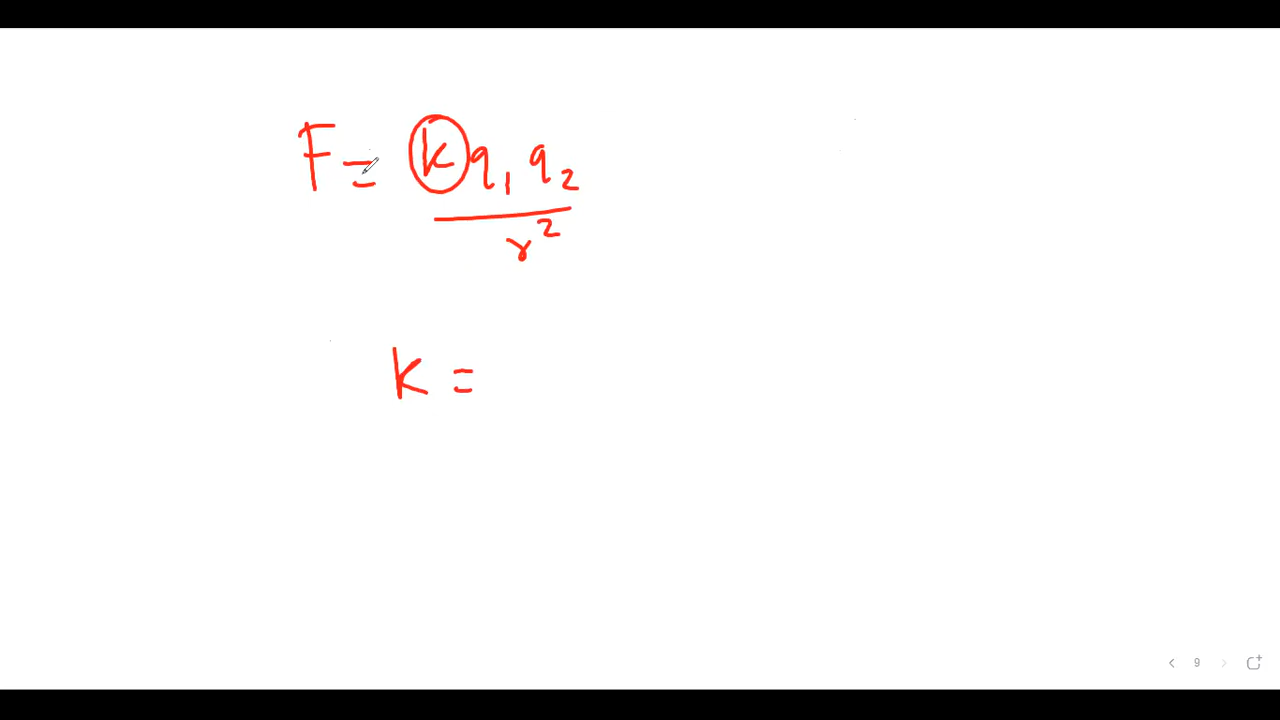 F = k q₁ q₂
r²
k =
9